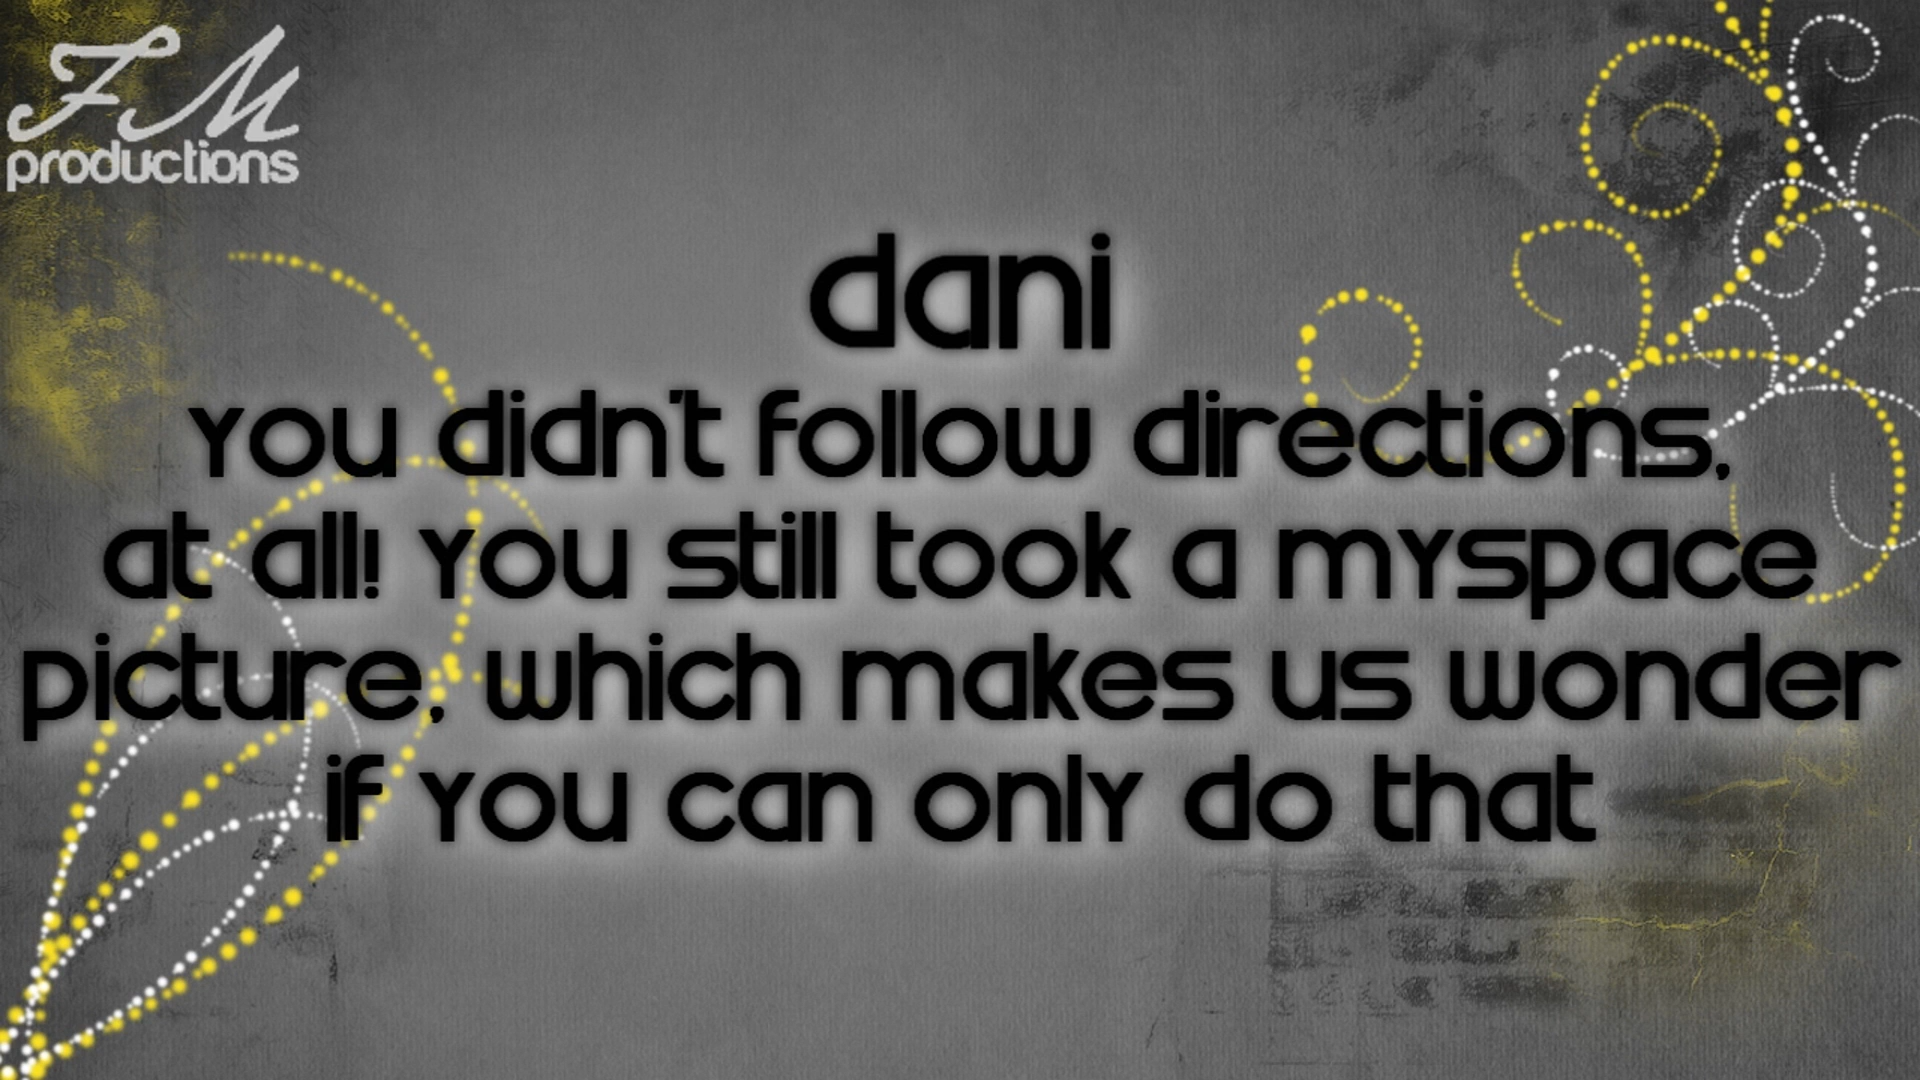 FM
productions
dani
you didn't follow directions,
at all! you still took a myspace
picture, which makes us wonder
if you can only do that